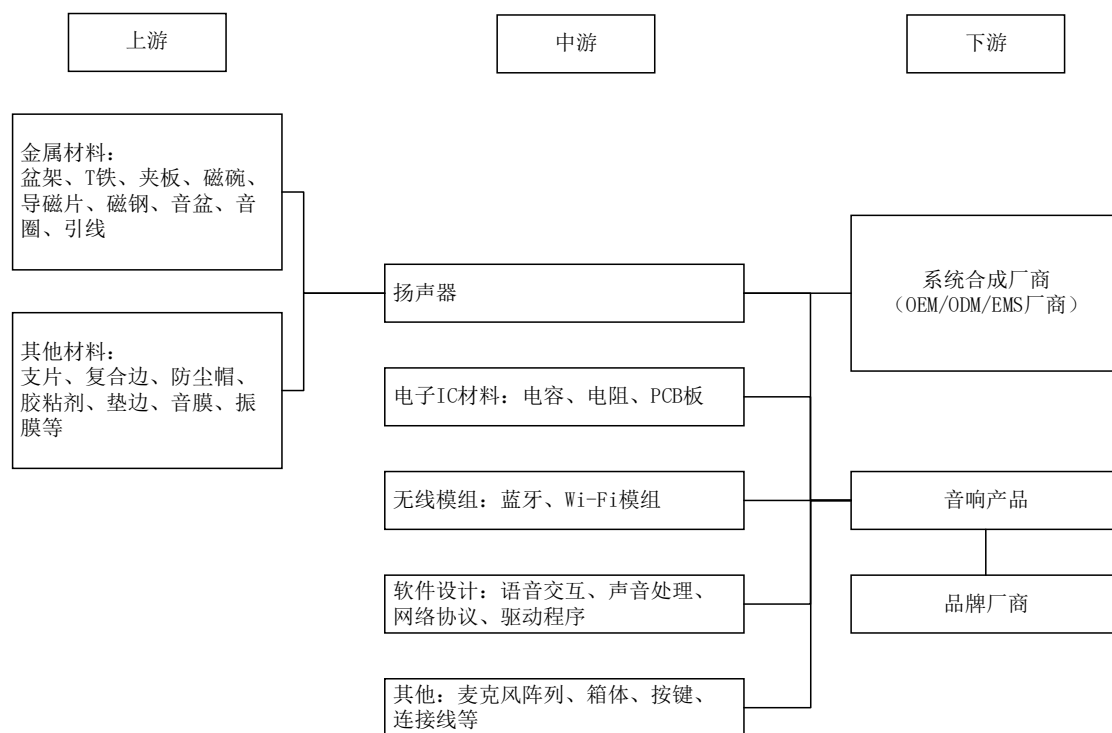 上游
中游
下游
金属材料：
盆架、T铁、夹板、磁碗、
导磁片、磁钢、音盆、音
圈、引线
其他材料：
支片、复合边、防尘帽、
胶粘剂、垫边、音膜、振
膜等
扬声器
电子IC材料：电容、电阻、PCB板
无线模组：蓝牙、Wi-Fi模组
软件设计：语音交互、声音处理、
网络协议、驱动程序
其他：麦克风阵列、箱体、按键、
连接线等
系统合成厂商
（OEM/ODM/EMS厂商）
音响产品
品牌厂商